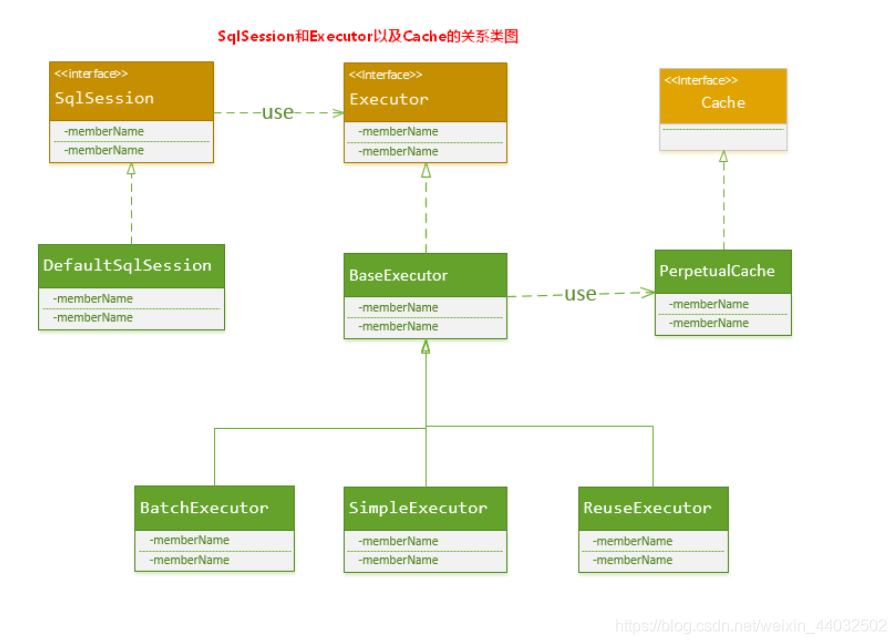 SqlSession和Executor以及Cache的关系类图
<<interface>>
SqlSession
-memberName
-memberName
use
<<Interface>>
Executor
-memberName
-memberName
<<Interface>>
Cache
DefaultSqlSession
-memberName
-memberName
BaseExecutor
-memberName
-memberName
use
PerpetualCache
-memberName
-memberName
BatchExecutor
-memberName
-memberName
SimpleExecutor
-memberName
-memberName
ReuseExecutor
-memberName
-memberName
https://blog.csdn.net/weixin_44032502